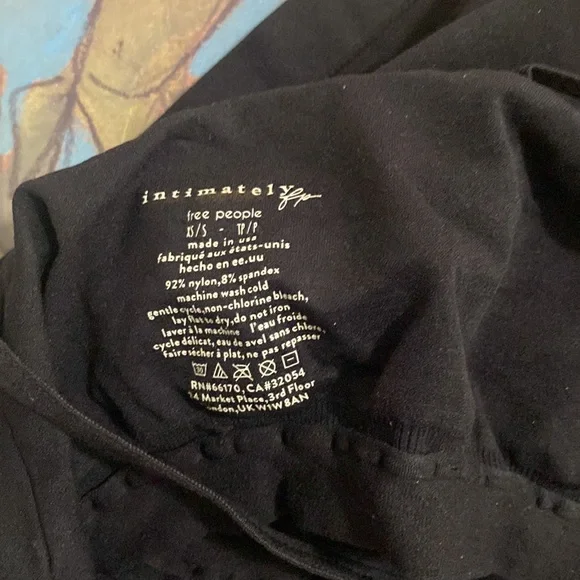 intimately fp
free people
XS/S - TP/P
made in usa
fabriqué aux états-unis
hecho en ee.uu
92% nylon,8% spandex
machine wash cold
gentle cycle,non-chlorine bleach,
lay flat to dry,do not iron
laver à la machine l'eau froide
cycle délicat, eau de avel sans chlore
faire sécher à plat, ne pas repasser
30
RN#66170, CA#32054
Market Place, 3rd Floor
London, UK W1W8AN